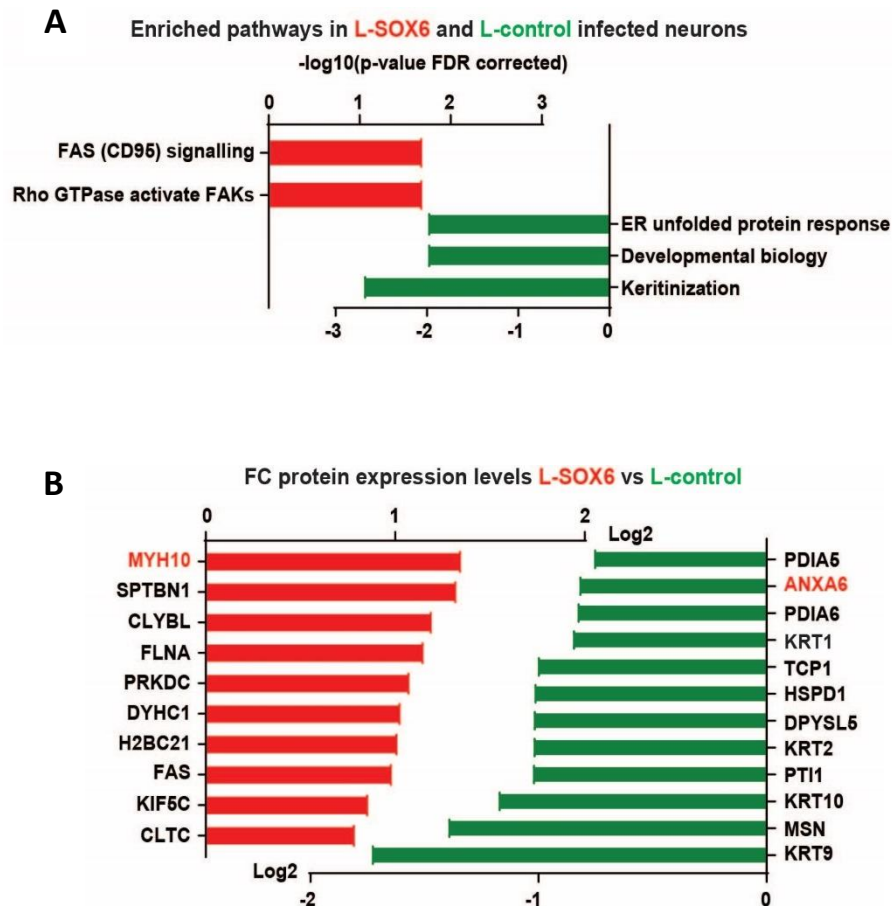 A
Enriched pathways in L-SOX6 and L-control infected neurons
-log10(p-value FDR corrected)
0 1 2 3
FAS (CD95) signalling
Rho GTPase activate FAKs
ER unfolded protein response
Developmental biology
Keritinization
-3 -2 -1 0
B
FC protein expression levels L-SOX6 vs L-control
0 1 2
Log2
MYH10
SPTBN1
CLYBL
FLNA
PRKDC
DYHC1
H2BC21
FAS
KIF5C
CLTC
PDIA5
ANXA6
PDIA6
KRT1
TCP1
HSPD1
DPYSL5
KRT2
PTI1
KRT10
MSN
KRT9
Log2
-2 -1 0